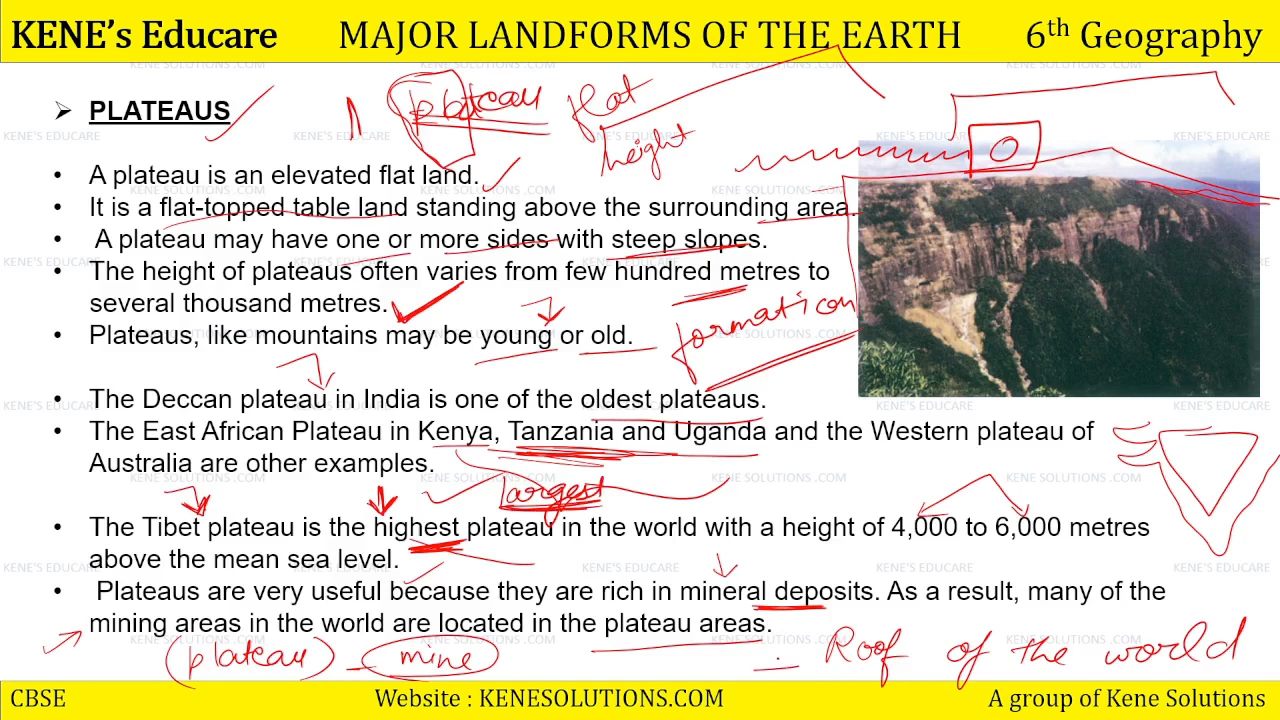 KENE's Educare MAJOR LANDFORMS OF THE EARTH 6th Geography
➢ PLATEAUS
plateau flat
height
• A plateau is an elevated flat land.
• It is a flat-topped table land standing above the surrounding area.
• A plateau may have one or more sides with steep slopes.
• The height of plateaus often varies from few hundred metres to
several thousand metres.
formation
• Plateaus, like mountains may be young or old.
• The Deccan plateau in India is one of the oldest plateaus.
• The East African Plateau in Kenya, Tanzania and Uganda and the Western plateau of
Australia are other examples.
largest
• The Tibet plateau is the highest plateau in the world with a height of 4,000 to 6,000 metres
above the mean sea level.
• Plateaus are very useful because they are rich in mineral deposits. As a result, many of the
mining areas in the world are located in the plateau areas.
(plateau) - mine Roof of the world
CBSE Website : KENESOLUTIONS.COM A group of Kene Solutions
KENE SOLUTIONS .COM
KENE'S EDUCARE